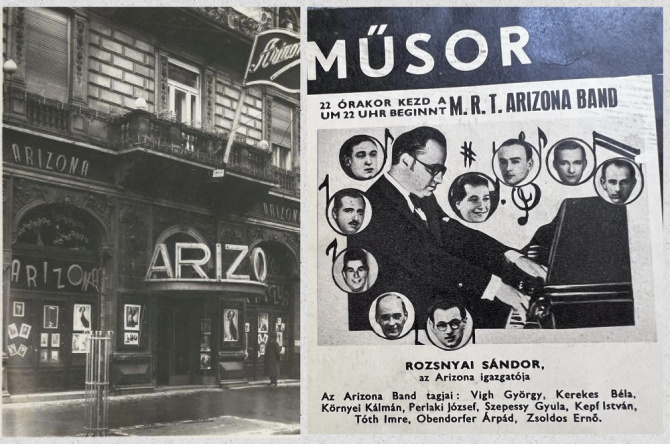 Arizona
ARIZONA
ARIZONA
ARIZO
ARIZONA
MŰSOR
22 ÓRAKOR KEZD A
UM 22 UHR BEGINNT M. R. T. ARIZONA BAND
ROZSNYAI SÁNDOR,
az Arizona igazgatója
Az Arizona Band tagjai: Vigh György, Kerekes Béla,
Környei Kálmán, Perlaki József, Szepessy Gyula, Kepf István,
Tóth Imre, Obendorfer Árpád, Zsoldos Ernő.